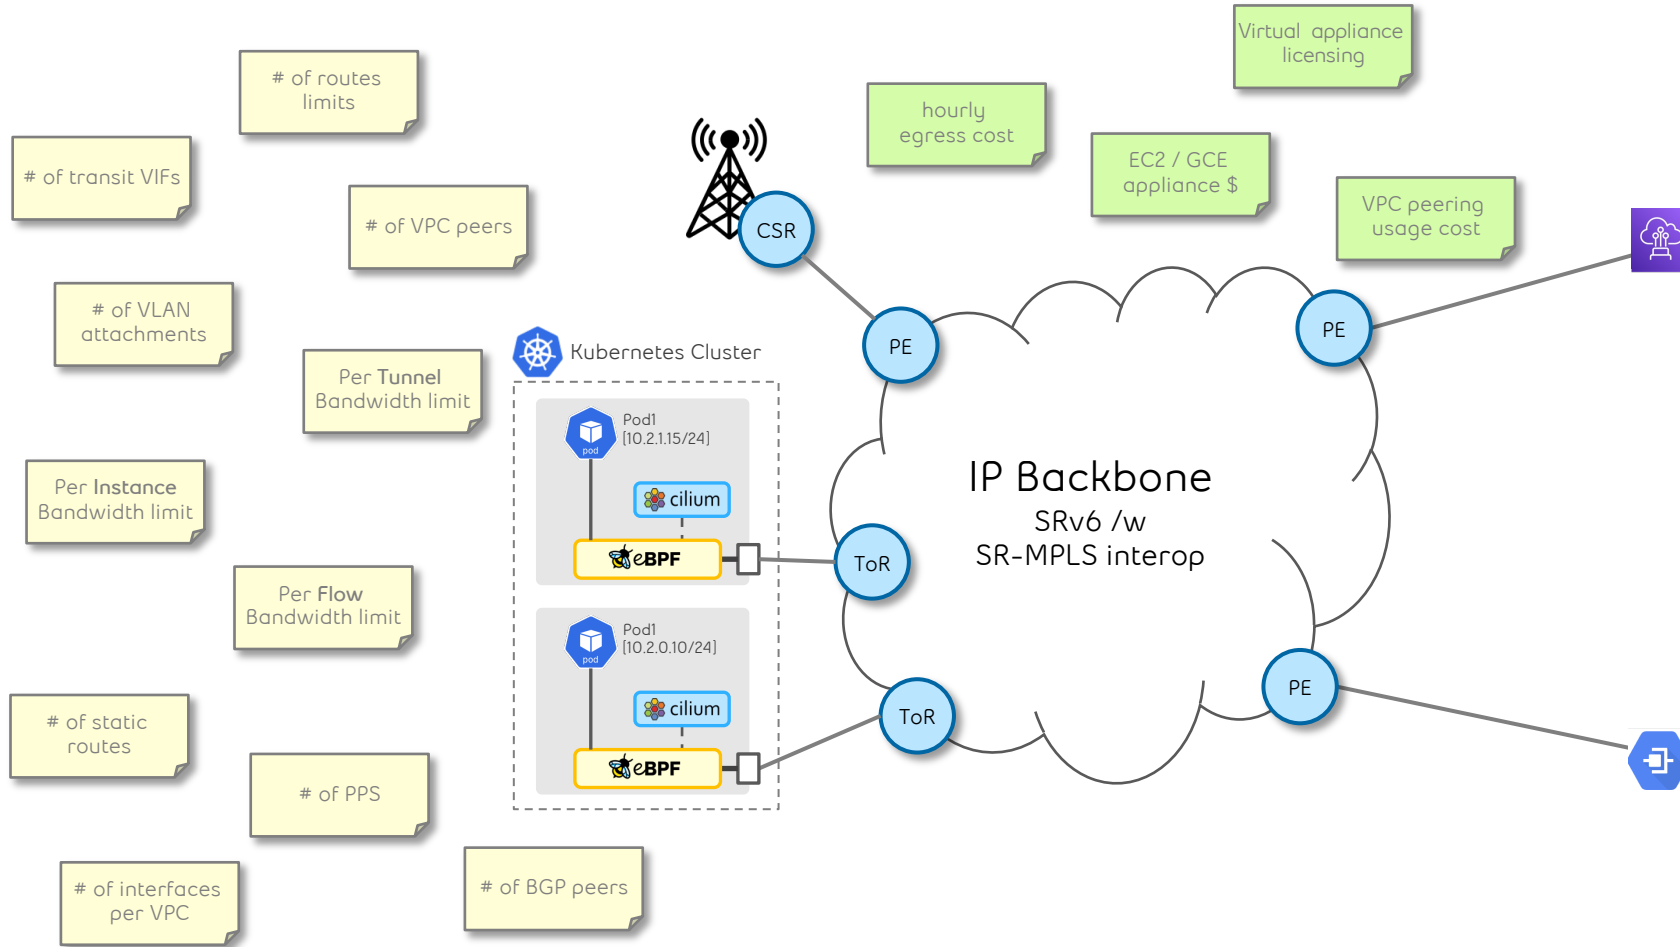 Virtual appliance
licensing
# of routes
limits
hourly
egress cost
EC2 / GCE
appliance $
# of transit VIFs
# of VPC peers
VPC peering
usage cost
CSR
# of VLAN
attachments
PE
PE
Kubernetes Cluster
Per Tunnel
Bandwidth limit
Pod1
[10.2.1.15/24]
pod
IP Backbone
SRv6 /w
SR-MPLS interop
Per Instance
Bandwidth limit
cilium
eBPF
ToR
Per Flow
Bandwidth limit
Pod1
[10.2.0.10/24]
pod
cilium
eBPF
ToR
PE
# of static
routes
# of PPS
# of interfaces
per VPC
# of BGP peers